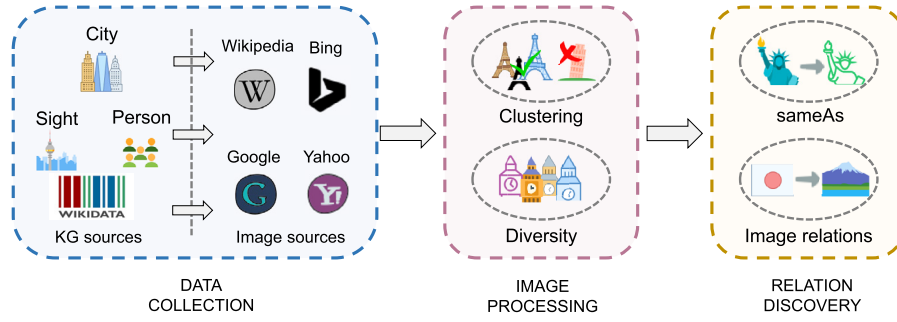 City
Sight
Person
WIKIDATA
KG sources
Wikipedia
Bing
W
Google
Yahoo
G
Y!
Image sources
Clustering
Diversity
sameAs
Image relations
DATA
COLLECTION
IMAGE
PROCESSING
RELATION
DISCOVERY